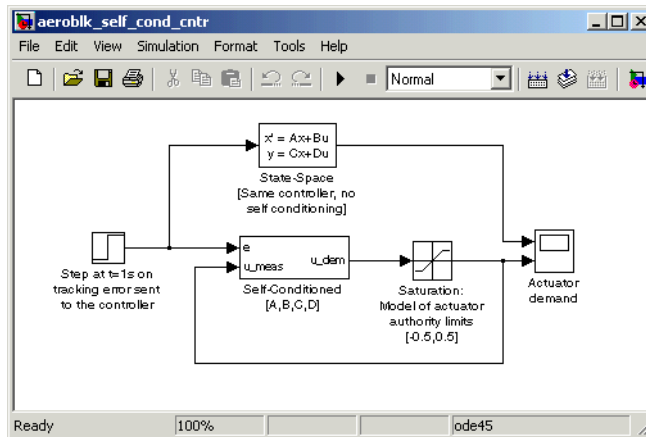 aeroblk_self_cond_cntr
File Edit View Simulation Format Tools Help
Normal
x' = Ax+Bu
y = Cx+Du
State-Space
[Same controller, no
self conditioning]
Step at t=1s on
tracking error sent
to the controller
e
u_meas
u_dem
Self-Conditioned
[A,B,C,D]
Saturation:
Model of actuator
authority limits
[-0.5,0.5]
Actuator
demand
Ready 100% ode45